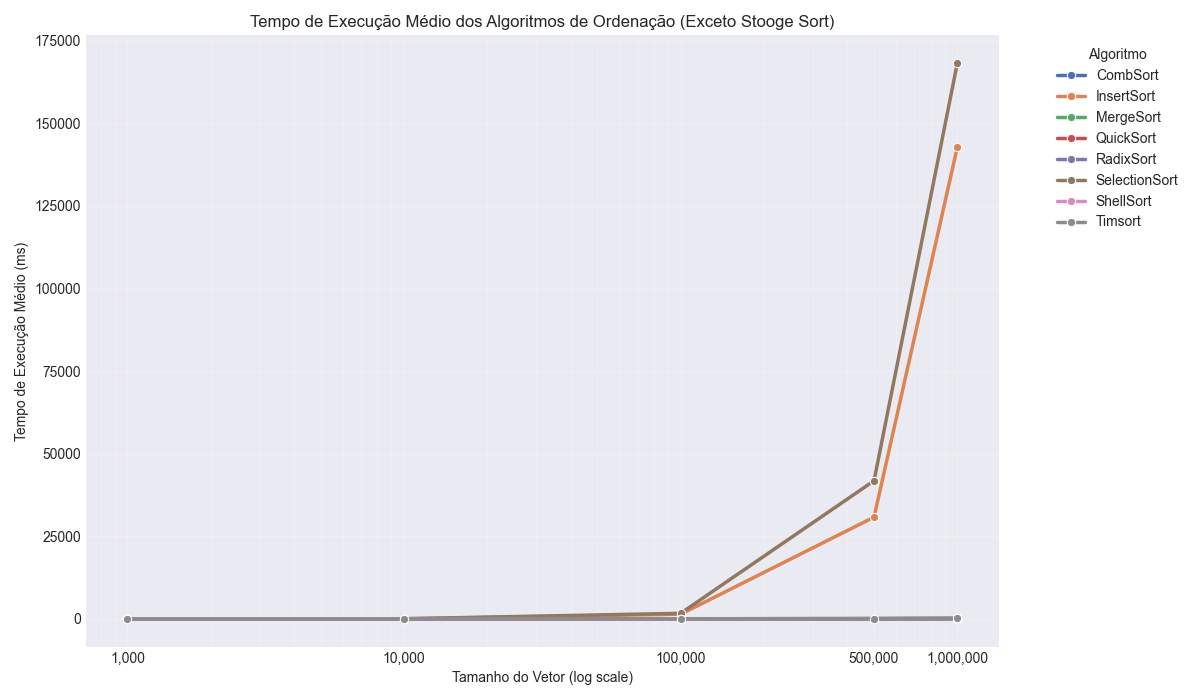 Tempo de Execução Médio dos Algoritmos de Ordenação (Exceto Stooge Sort)
175000
150000
125000
100000
75000
50000
25000
0
Tempo de Execução Médio (ms)
1,000
10,000
100,000
500,000
1,000,000
Tamanho do Vetor (log scale)
Algoritmo
CombSort
InsertSort
MergeSort
QuickSort
RadixSort
SelectionSort
ShellSort
Timsort